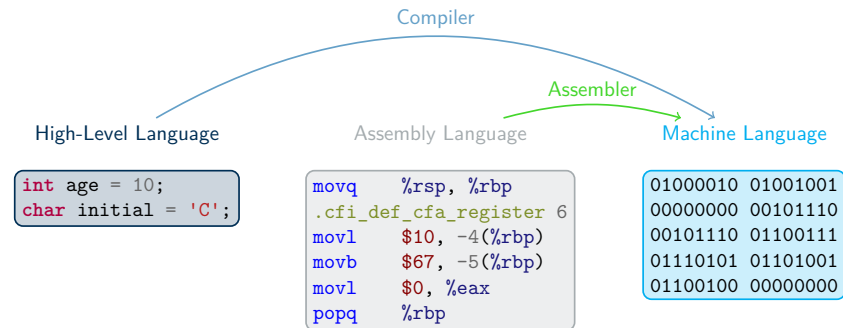 Compiler
Assembler
High-Level Language
Assembly Language
Machine Language
int age = 10;
char initial = 'C';
movq %rsp, %rbp
.cfi_def_cfa_register 6
movl $10, -4(%rbp)
movb $67, -5(%rbp)
movl $0, %eax
popq %rbp
01000010 01001001
00000000 00101110
00101110 01100111
01110101 01101001
01100100 00000000